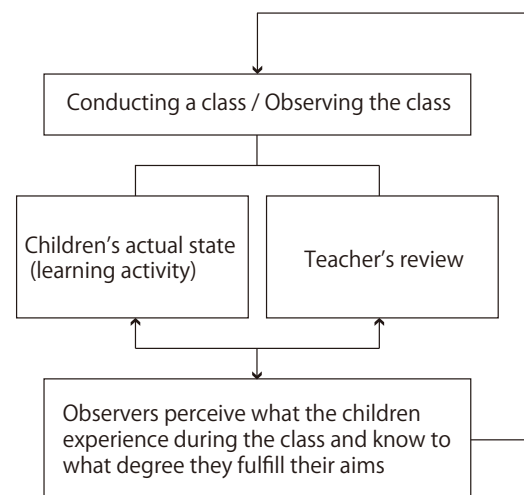 Conducting a class / Observing the class
Children’s actual state
(learning activity)
Teacher’s review
Observers perceive what the children
experience during the class and know to
what degree they fulfill their aims